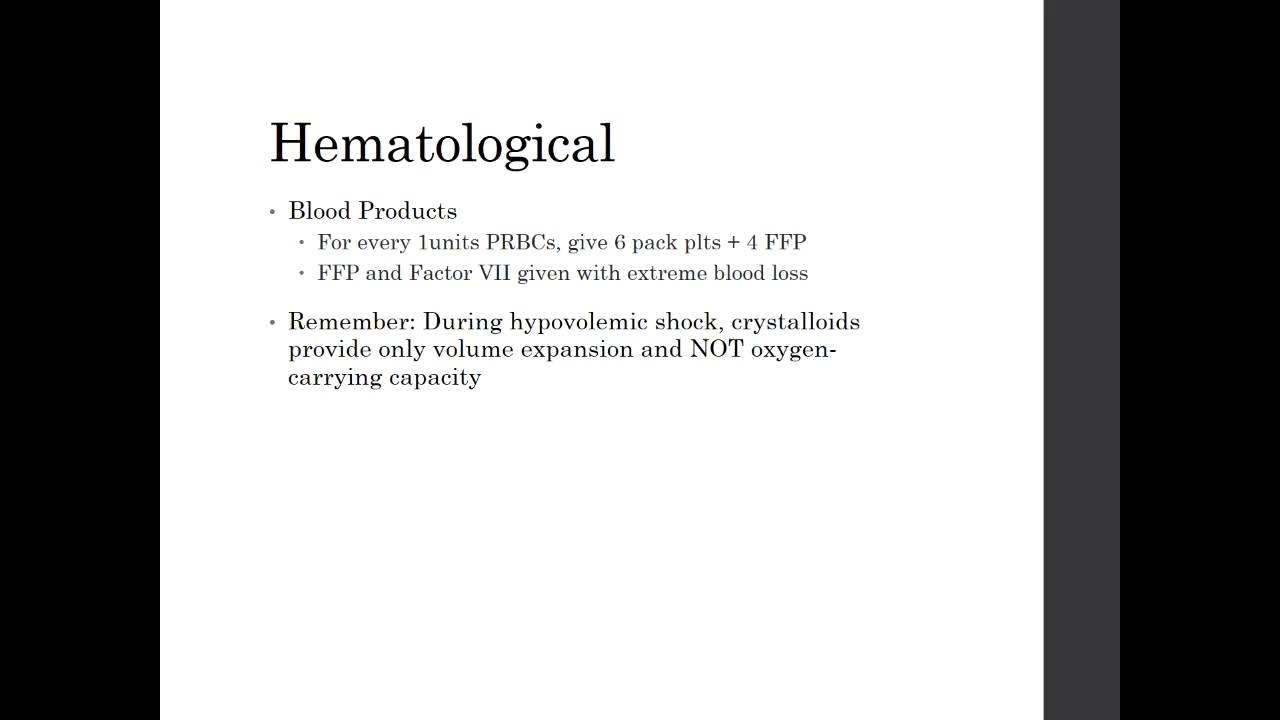 Hematological
• Blood Products
• For every 1units PRBCs, give 6 pack plts + 4 FFP
• FFP and Factor VII given with extreme blood loss
• Remember: During hypovolemic shock, crystalloids
provide only volume expansion and NOT oxygen-
carrying capacity